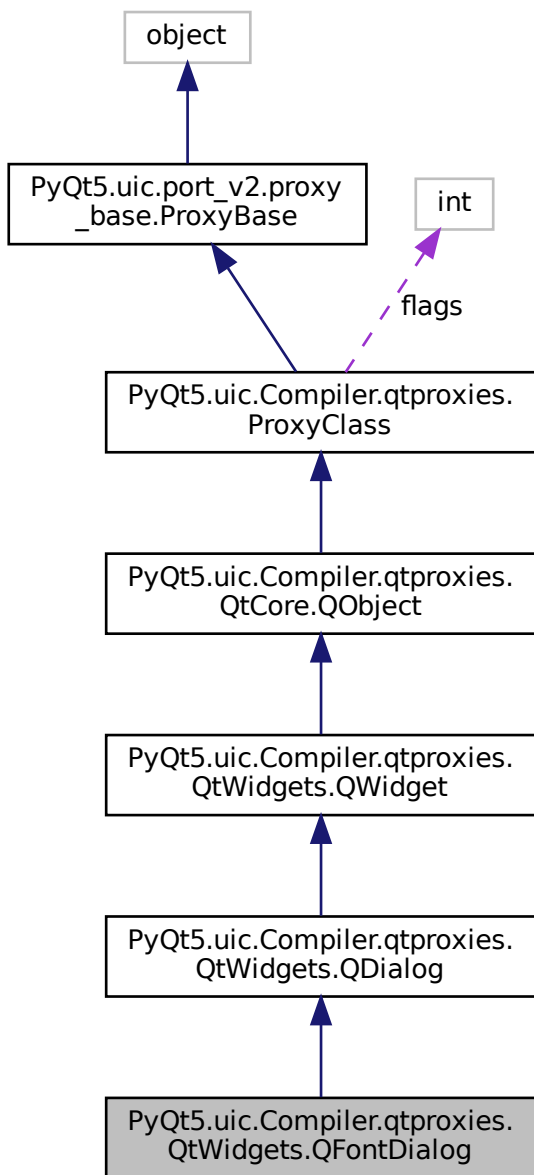 object
PyQt5.uic.port_v2.proxy
_base.ProxyBase
int
flags
PyQt5.uic.Compiler.qtproxies.
ProxyClass
PyQt5.uic.Compiler.qtproxies.
QtCore.QObject
PyQt5.uic.Compiler.qtproxies.
QtWidgets.QWidget
PyQt5.uic.Compiler.qtproxies.
QtWidgets.QDialog
PyQt5.uic.Compiler.qtproxies.
QtWidgets.QFontDialog